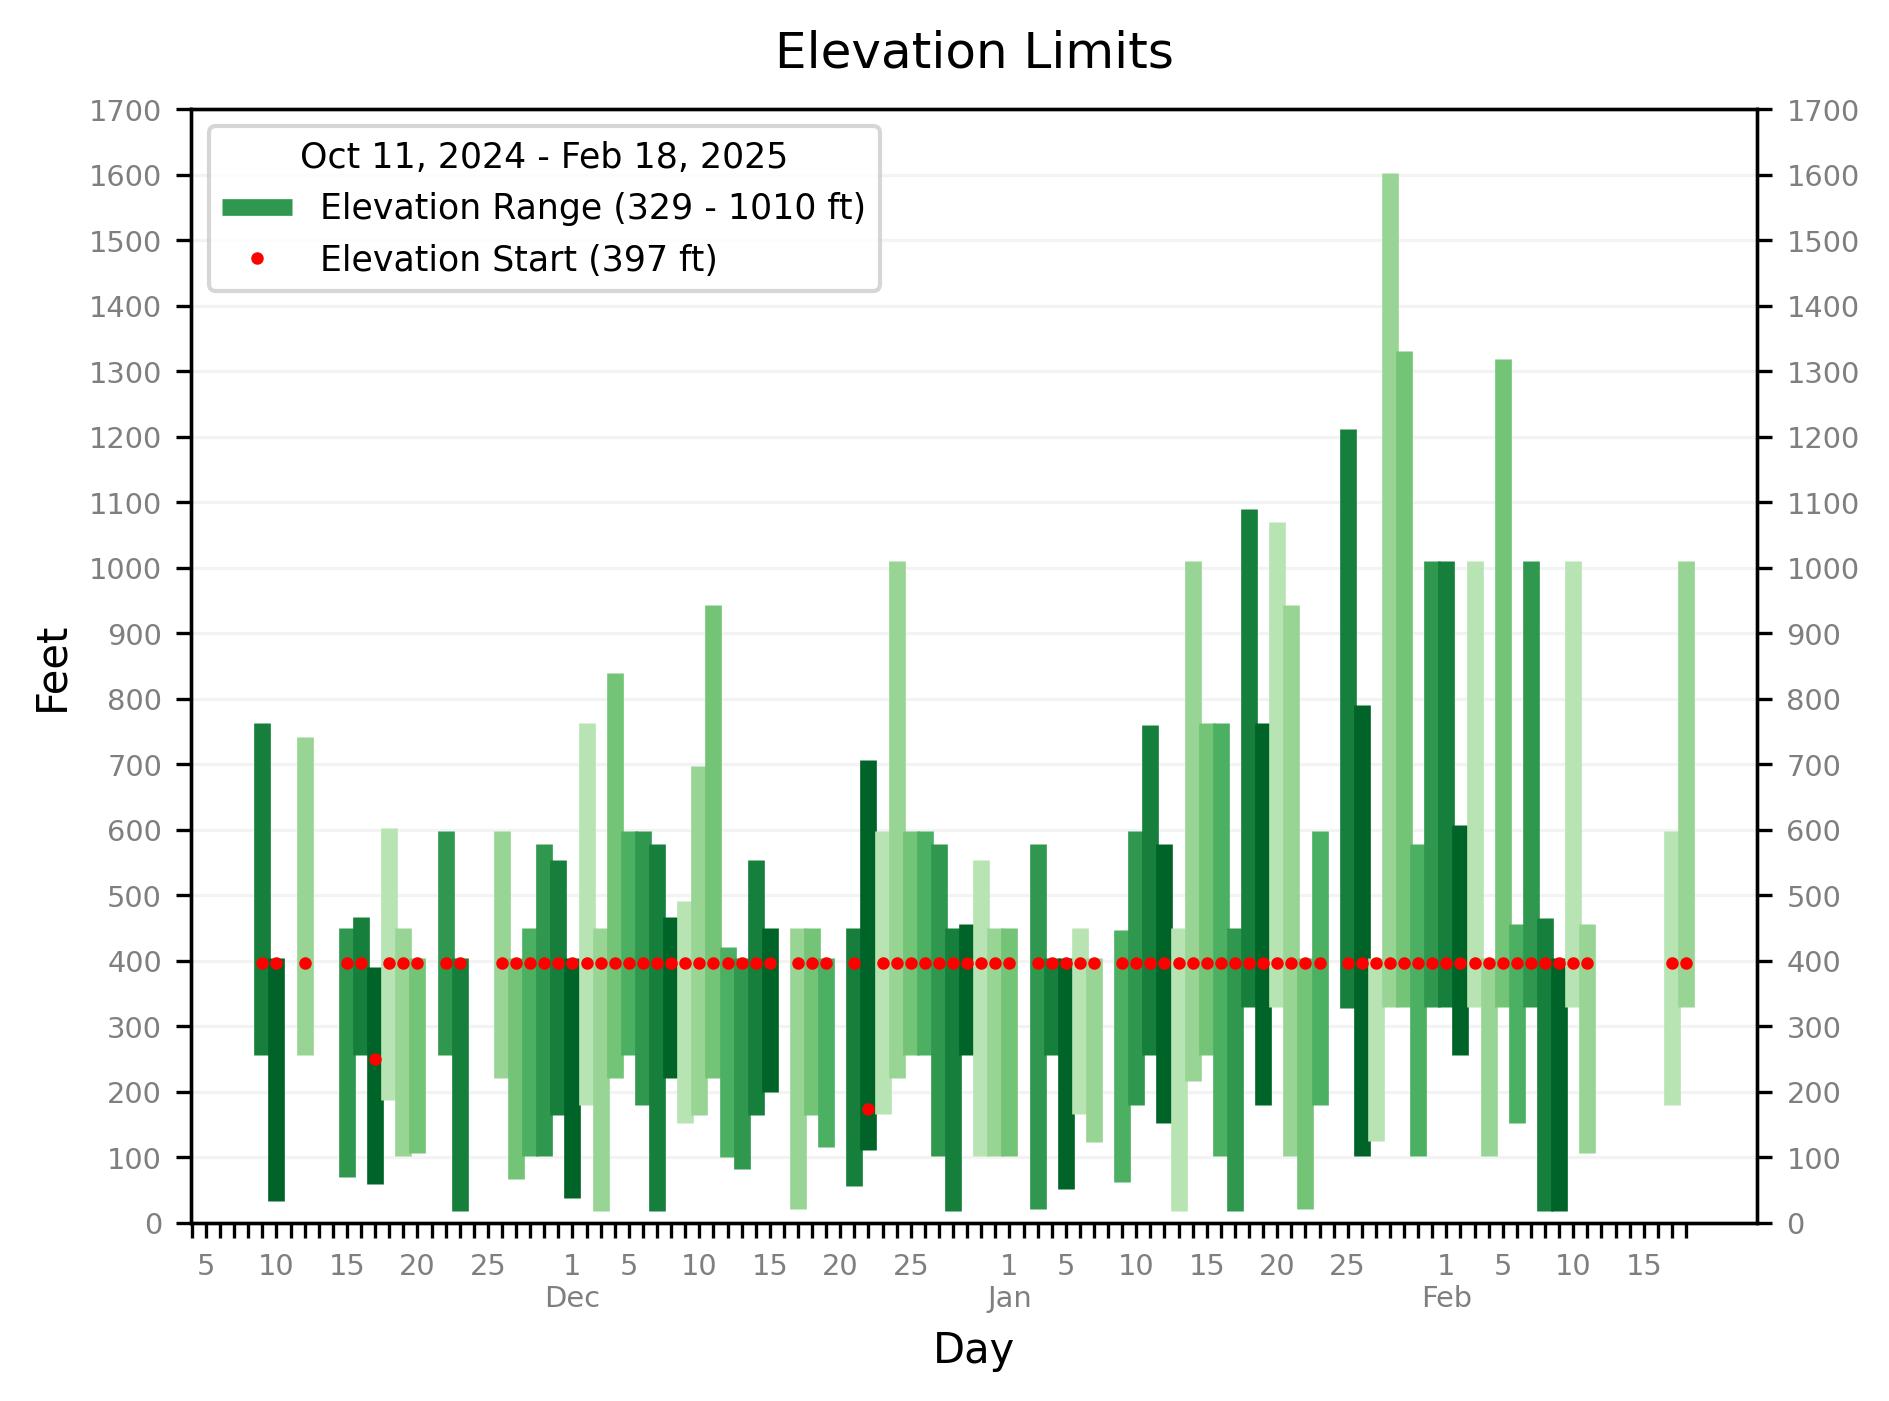 Elevation Limits
Oct 11, 2024 - Feb 18, 2025
Elevation Range (329 - 1010 ft)
Elevation Start (397 ft)
1700 1700
1600 1600
1500 1500
1400 1400
1300 1300
1200 1200
1100 1100
1000 1000
900 900
800 800
700 700
600 600
500 500
400 400
300 300
200 200
100 100
0 0
Feet
5 10 15 20 25 1 5 10 15 20 25 1 5 10 15 20 25 1 5 10 15
Dec Jan Feb
Day